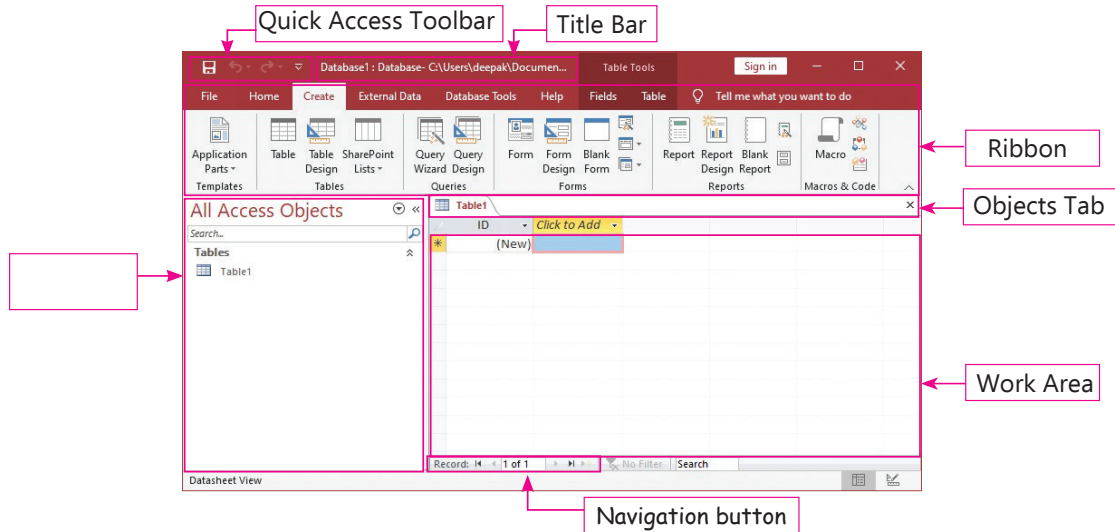 Quick Access Toolbar
Title Bar
Database1 : Database- C:\Users\deepak\Documen...
Table Tools
Sign in
File Home Create External Data Database Tools Help Fields Table Tell me what you want to do
Application Parts
Table
Table Design
SharePoint Lists
Query Wizard
Query Design
Form
Form Design
Blank Form
Report
Report Design
Blank Report
Macro
Templates Tables Queries Forms Reports Macros & Code
Ribbon
All Access Objects
Table1
Objects Tab
Search...
ID Click to Add
Tables
(New)
Table1
Work Area
Record: 1 of 1 No Filter Search
Datasheet View
Navigation button